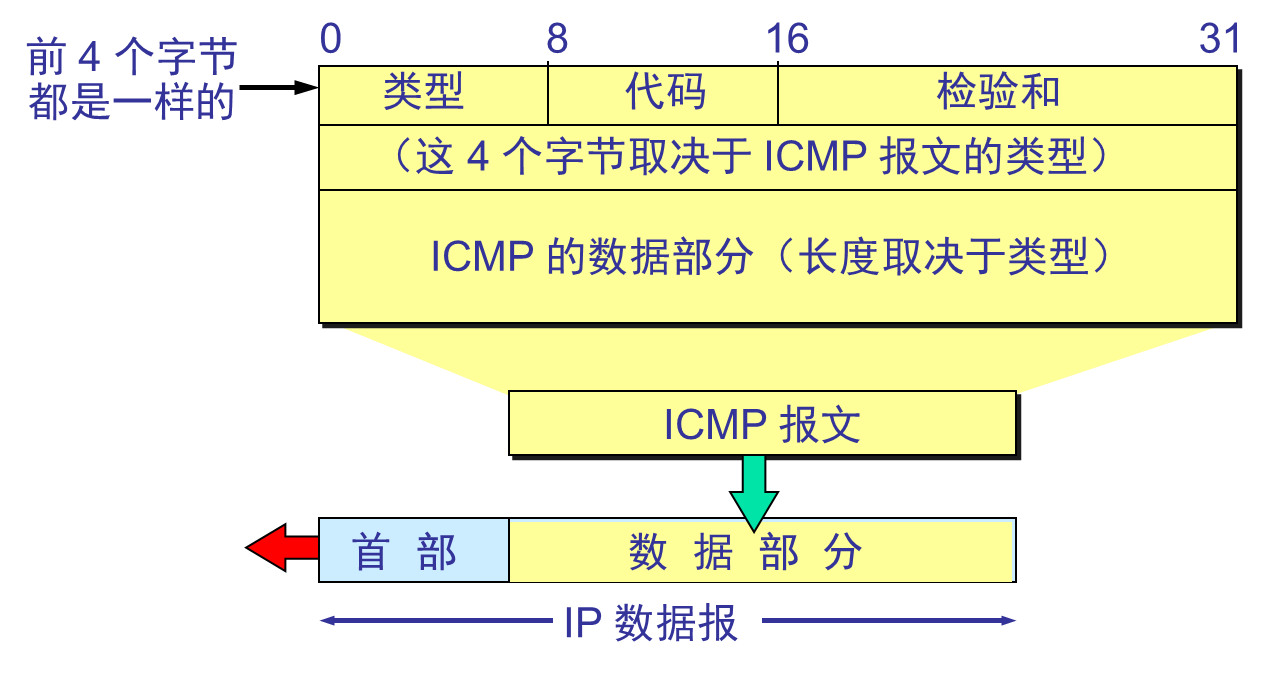 0 8 16 31
前 4 个字节
都是一样的
类型 代码 检验和
（这 4 个字节取决于 ICMP 报文的类型）
ICMP 的数据部分（长度取决于类型）
ICMP 报文
首 部 数 据 部 分
IP 数据报